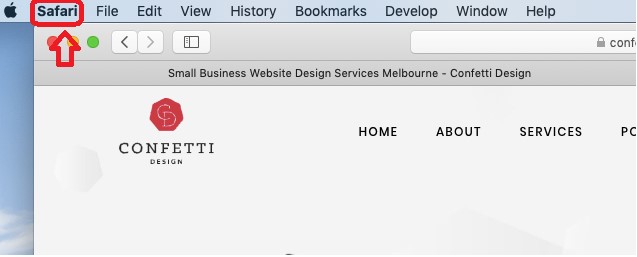 Safari File Edit View History Bookmarks Develop Window Help
conf
Small Business Website Design Services Melbourne - Confetti Design
CONFETTI
DESIGN
HOME ABOUT SERVICES PO